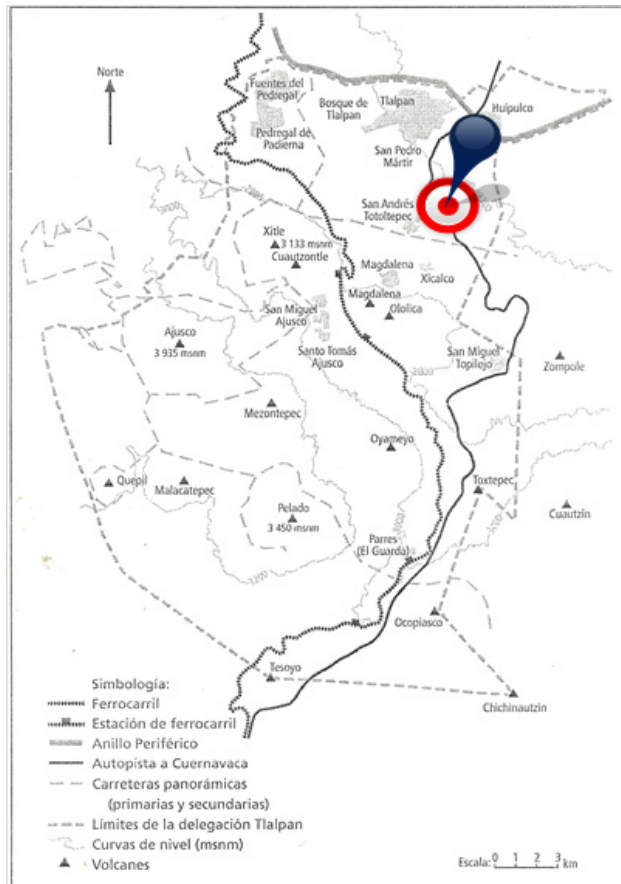 Norte
Fuentes del
Pedregal
Bosque de
Tlalpan
Tlalpan
Huipulco
Pedregal de
Padierna
San Pedro
Mártir
San Andrés
Totoltepec
Xitle
3 133 msnm
Cuautzontle
Magdalena
Xicalco
Magdalena
Ololica
San Miguel
Ajusco
Ajusco
3 935 msnm
Santo Tomás
Ajusco
San Miguel
Topilejo
Zompole
Mezontepec
Oyameyo
Quepil
Malacatepec
Toxtepec
Cuautzín
Pelado
3 450 msnm
Parres
(El Guarda)
Ocopiasco
Tesoyo
Chichinautzin
Simbología:
Ferrocarril
Estación de ferrocarril
Anillo Periférico
Autopista a Cuernavaca
Carreteras panorámicas
(primarias y secundarias)
Límites de la delegación Tlalpan
Curvas de nivel (msnm)
Volcanes
Escala: 0 1 2 3 km